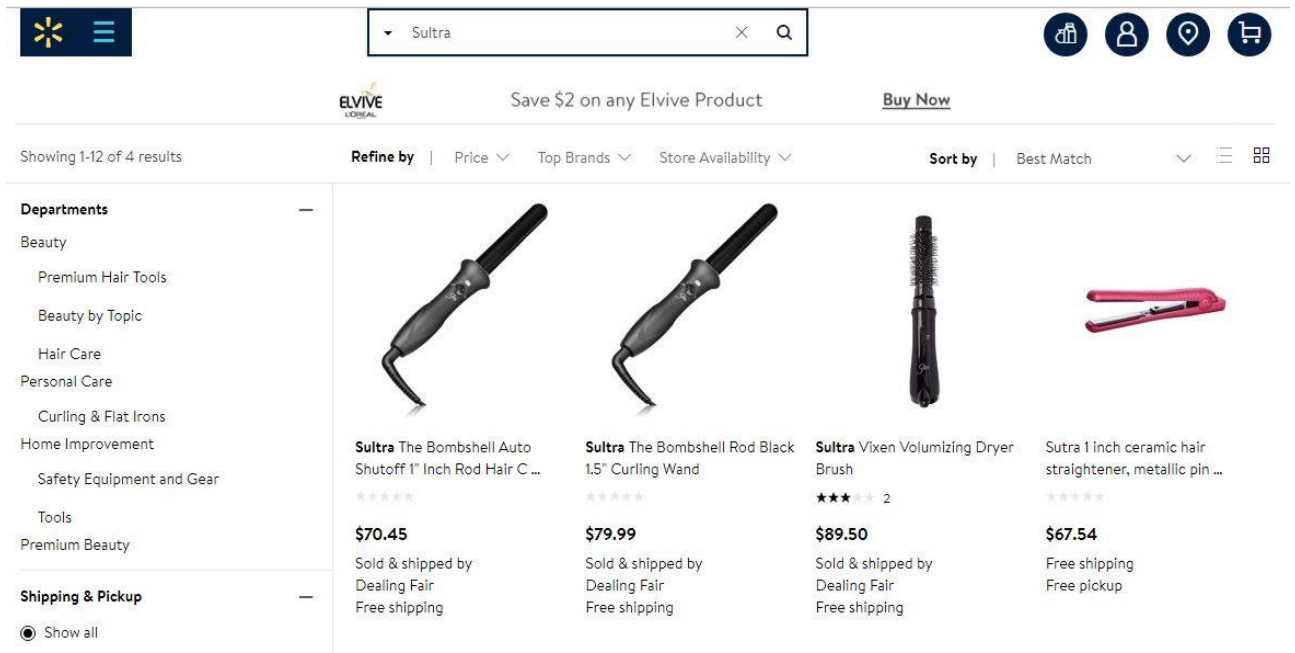 Sultra
ELVIVE
L'OREAL
Save $2 on any Elvive Product
Buy Now
Showing 1-12 of 4 results
Refine by | Price Top Brands Store Availability
Sort by | Best Match
Departments
Beauty
Premium Hair Tools
Beauty by Topic
Hair Care
Personal Care
Curling & Flat Irons
Home Improvement
Safety Equipment and Gear
Tools
Premium Beauty
Shipping & Pickup
Show all
Sultra The Bombshell Auto
Shutoff 1" Inch Rod Hair C ...
$70.45
Sold & shipped by
Dealing Fair
Free shipping
Sultra The Bombshell Rod Black
1.5" Curling Wand
$79.99
Sold & shipped by
Dealing Fair
Free shipping
Sultra Vixen Volumizing Dryer
Brush
2
$89.50
Sold & shipped by
Dealing Fair
Free shipping
Sutra 1 inch ceramic hair
straightener, metallic pin ...
$67.54
Free shipping
Free pickup